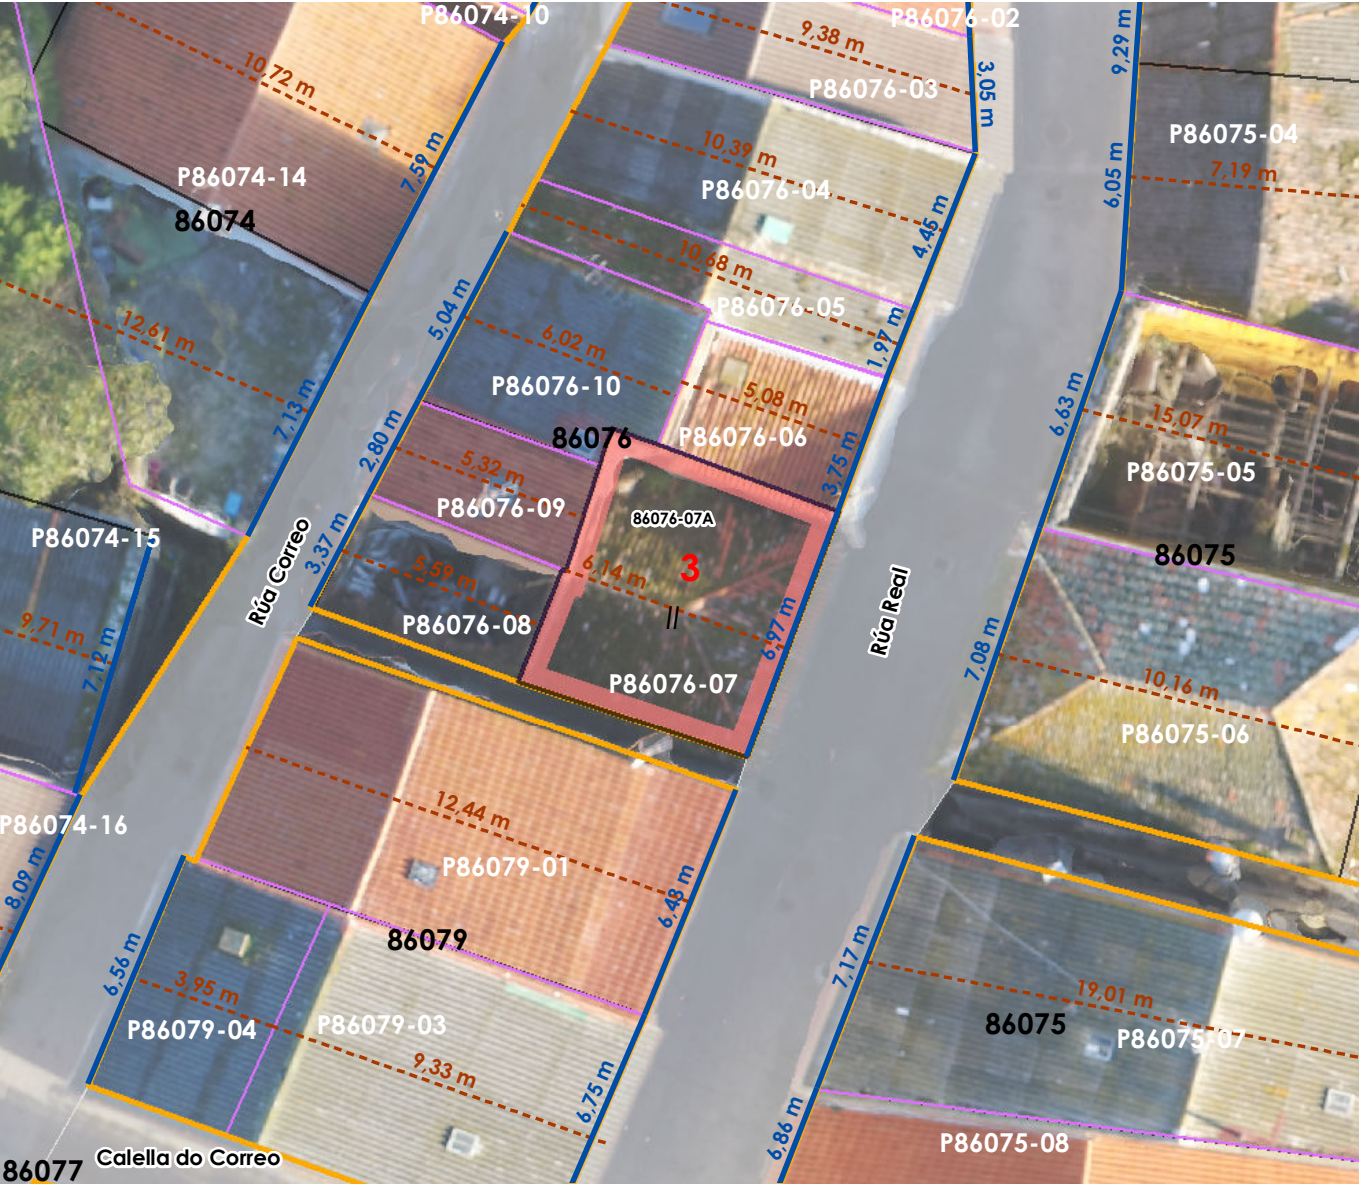 P86074-10
P86076-02
9,38 m
9,29 m
10,72 m
P86076-03
3,05 m
P86075-04
7,59 m
10,39 m
6,05 m
7,19 m
P86074-14
P86076-04
86074
4,45 m
10,68 m
P86076-05
5,04 m
12,61 m
6,02 m
1,97 m
P86076-10
5,08 m
6,63 m
15,07 m
7,13 m
2,80 m
86076
P86076-06
5,32 m
3,75 m
P86075-05
P86076-09
86076-07A
P86074-15
3,37 m
86075
Rúa Correo
5,59 m
6,14 m
3
II
Rúa Real
9,71 m
7,12 m
P86076-08
6,97 m
7,08 m
P86076-07
10,16 m
P86075-06
12,44 m
P86074-16
P86079-01
8,09 m
6,48 m
86079
6,56 m
7,17 m
3,95 m
19,01 m
P86079-04
P86079-03
86075
P86075-07
9,33 m
6,75 m
6,86 m
P86075-08
Calella do Correo
86077